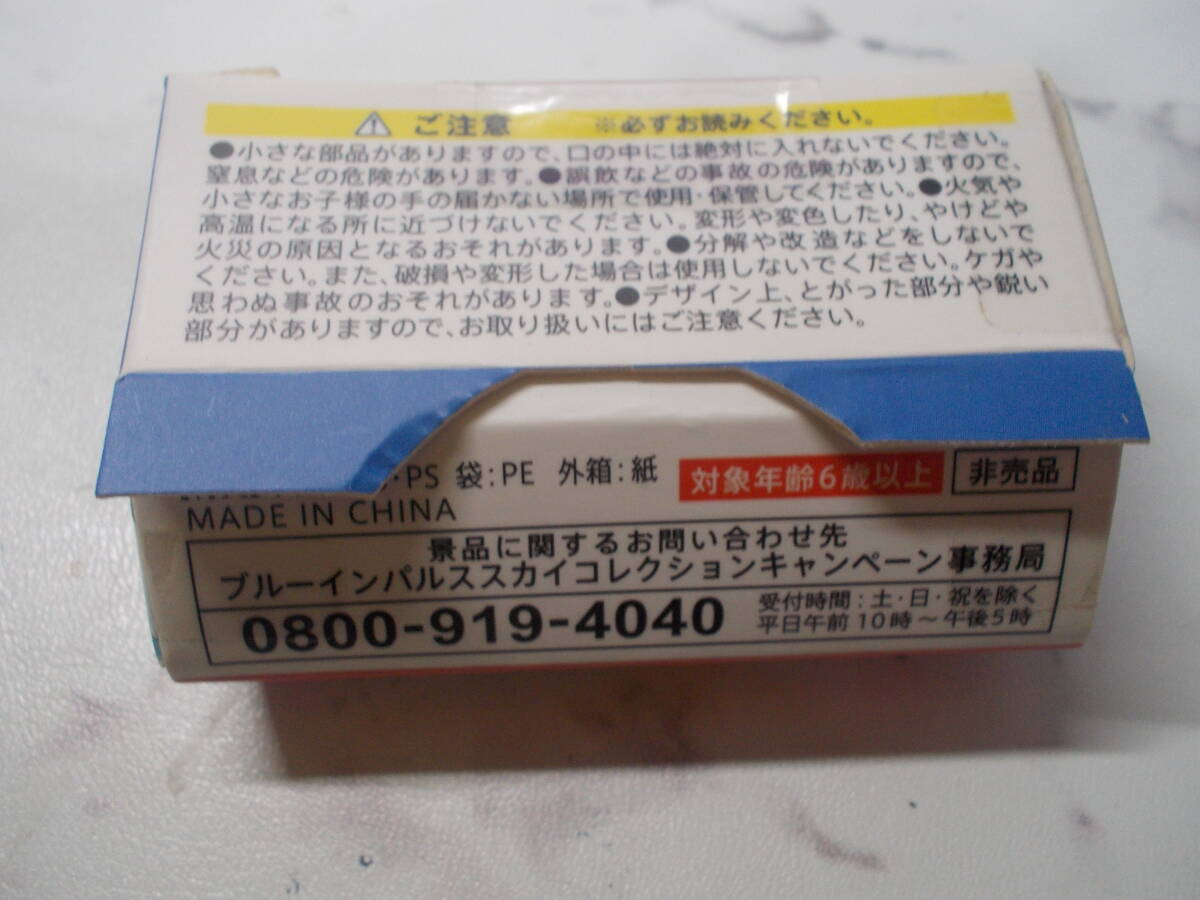 ご注意 ※必ずお読みください。
●小さな部品がありますので、口の中には絶対に入れないでください。
窒息などの危険があります。●誤飲などの事故の危険がありますので、
小さなお子様の手の届かない場所で使用・保管してください。●火気や
高温になる所に近づけないでください。変形や変色したり、やけどや
火災の原因となるおそれがあります。●分解や改造などをしないで
ください。また、破損や変形した場合は使用しないでください。ケガや
思わぬ事故のおそれがあります。●デザイン上、とがった部分や鋭い
部分がありますので、お取り扱いにはご注意ください。
・PS 袋：PE 外箱：紙 対象年齢6歳以上 非売品
MADE IN CHINA
景品に関するお問い合わせ先
ブルーインパルススカイコレクションキャンペーン事務局
0800-919-4040
受付時間：土・日・祝を除く
平日午前10時～午後5時